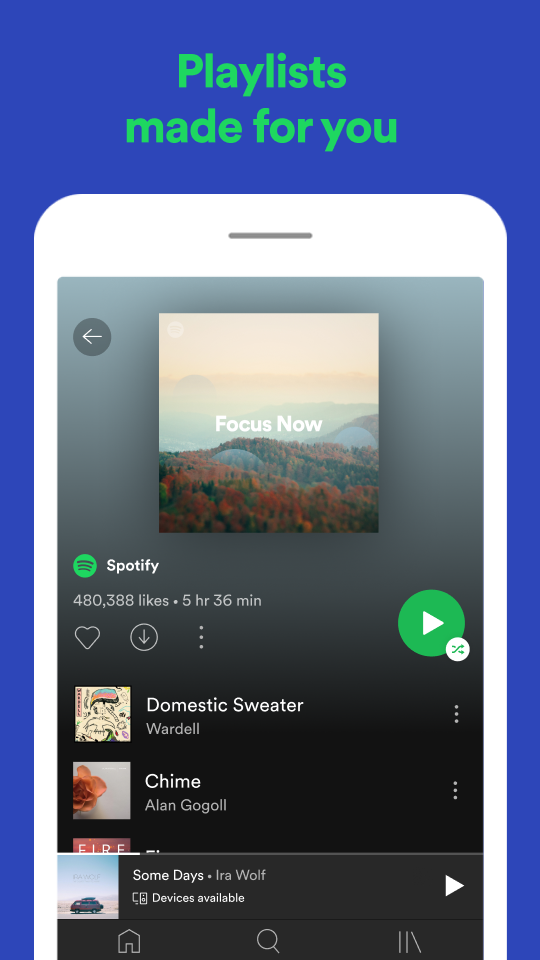 Playlists
made for you
Focus Now
Spotify
480,388 likes • 5 hr 36 min
Domestic Sweater
Wardell
Chime
Alan Gogoll
FIRE
Some Days • Ira Wolf
Devices available